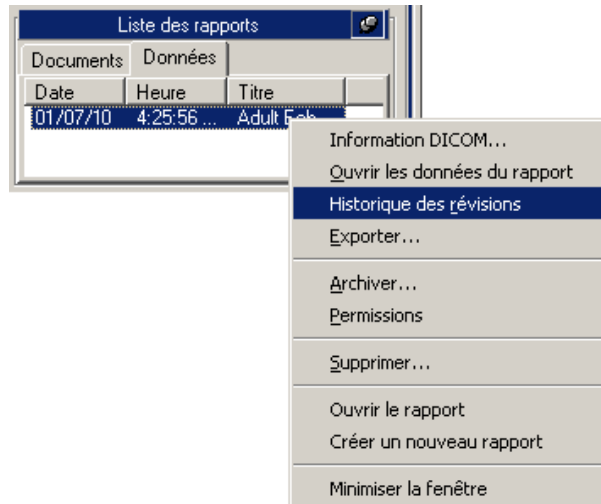 Liste des rapports
Documents Données
Date Heure Titre
01/07/10 4:25:56 ... Adult
Information DICOM...
Ouvrir les données du rapport
Historique des révisions
Exporter...
Archiver...
Permissions
Supprimer...
Ouvrir le rapport
Créer un nouveau rapport
Minimiser la fenêtre